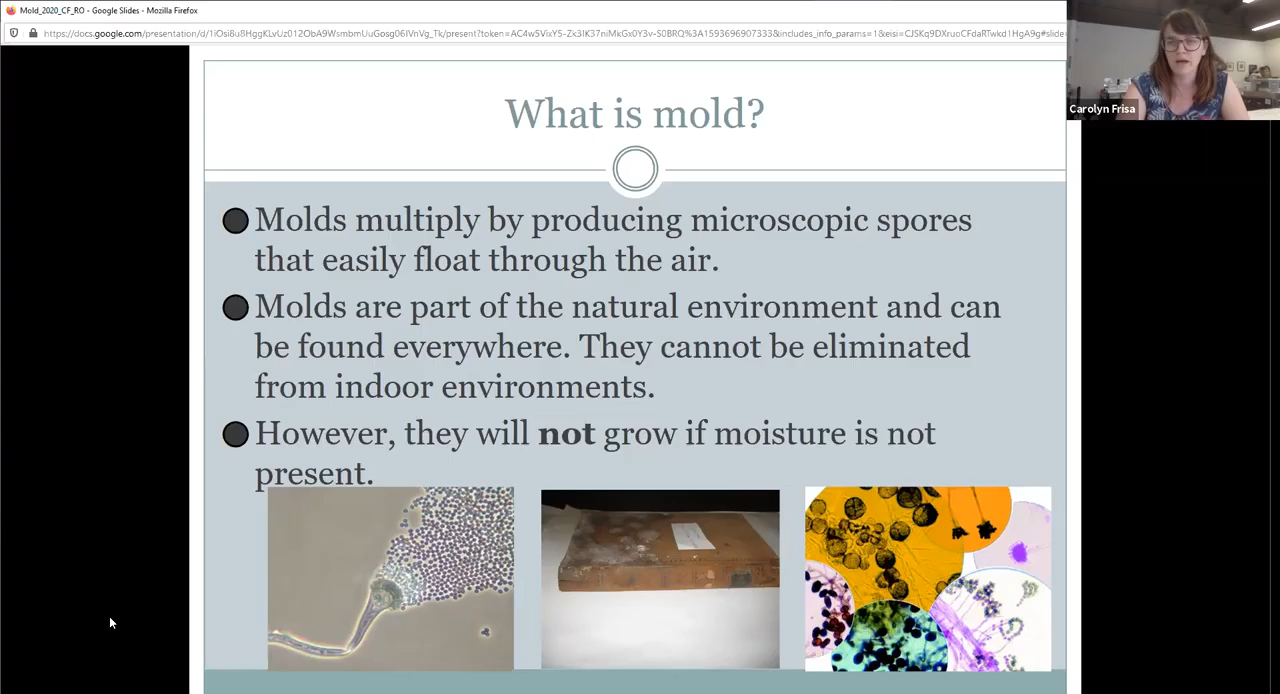 Mold_2020_CF_RO - Google Slides - Mozilla Firefox
Carolyn Frisa
What is mold?
Molds multiply by producing microscopic spores
that easily float through the air.
Molds are part of the natural environment and can
be found everywhere. They cannot be eliminated
from indoor environments.
However, they will not grow if moisture is not
present.